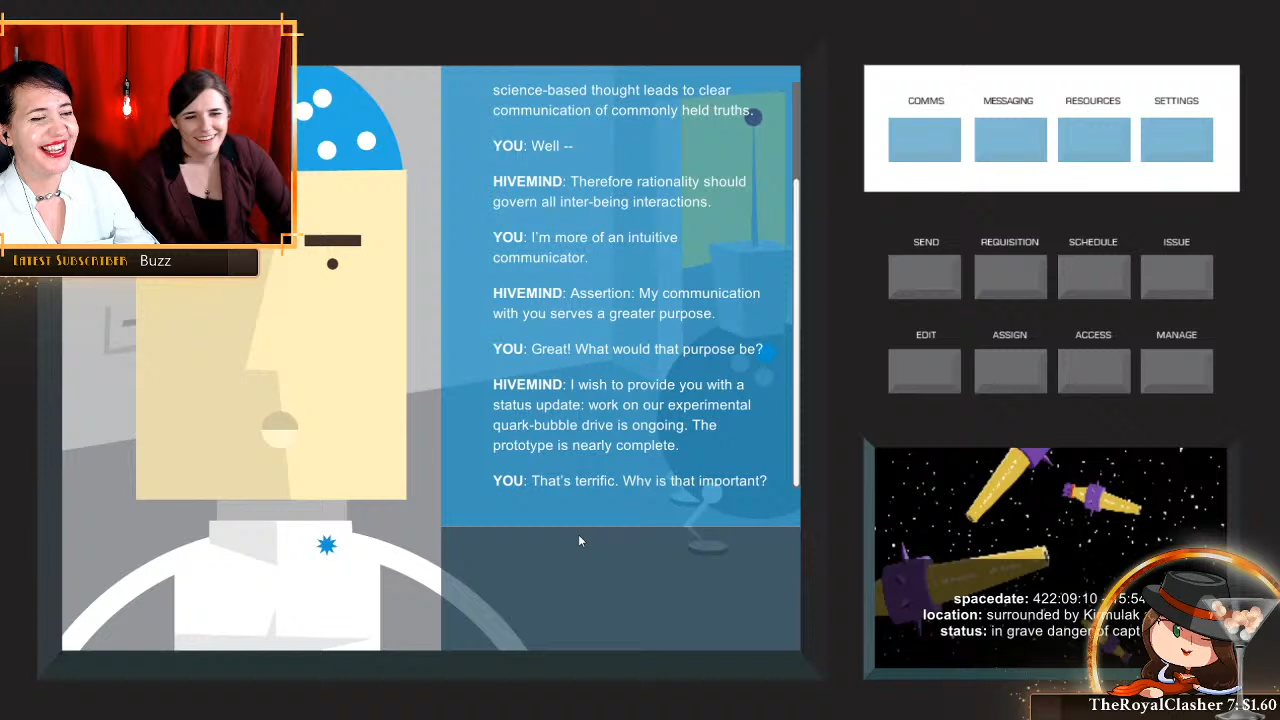 LATEST SUBSCRIBER Buzz
science-based thought leads to clear
communication of commonly held truths.
YOU: Well --
HIVEMIND: Therefore rationality should
govern all inter-being interactions.
YOU: I'm more of an intuitive
communicator.
HIVEMIND: Assertion: My communication
with you serves a greater purpose.
YOU: Great! What would that purpose be?
HIVEMIND: I wish to provide you with a
status update: work on our experimental
quark-bubble drive is ongoing. The
prototype is nearly complete.
YOU: That's terrific. Why is that important?
COMMS MESSAGING RESOURCES SETTINGS
SEND REQUISITION SCHEDULE ISSUE
EDIT ASSIGN ACCESS MANAGE
spacedate: 422:09:10 - 15:54
location: surrounded by Kirmulak
status: in grave danger of capt
TheRoyalClasher 7: $1.60